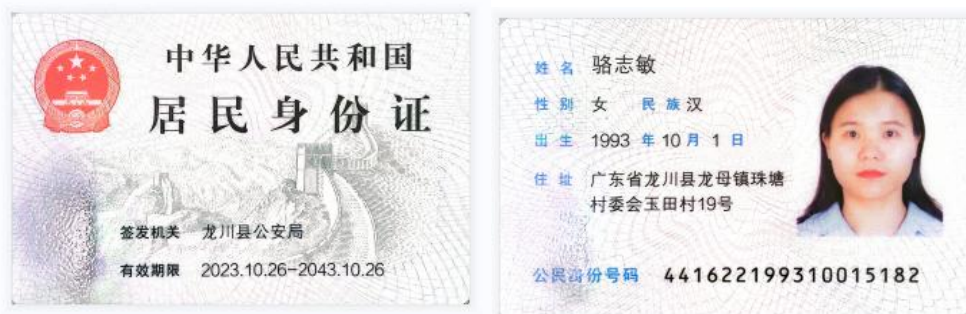 中华人民共和国
居民身份证
签发机关 龙川县公安局
有效期限 2023.10.26-2043.10.26
姓名 骆志敏
性别 女 民族 汉
出生 1993 年 10 月 1 日
住址 广东省龙川县龙母镇珠塘
村委会玉田村19号
公民身份号码 441622199310015182